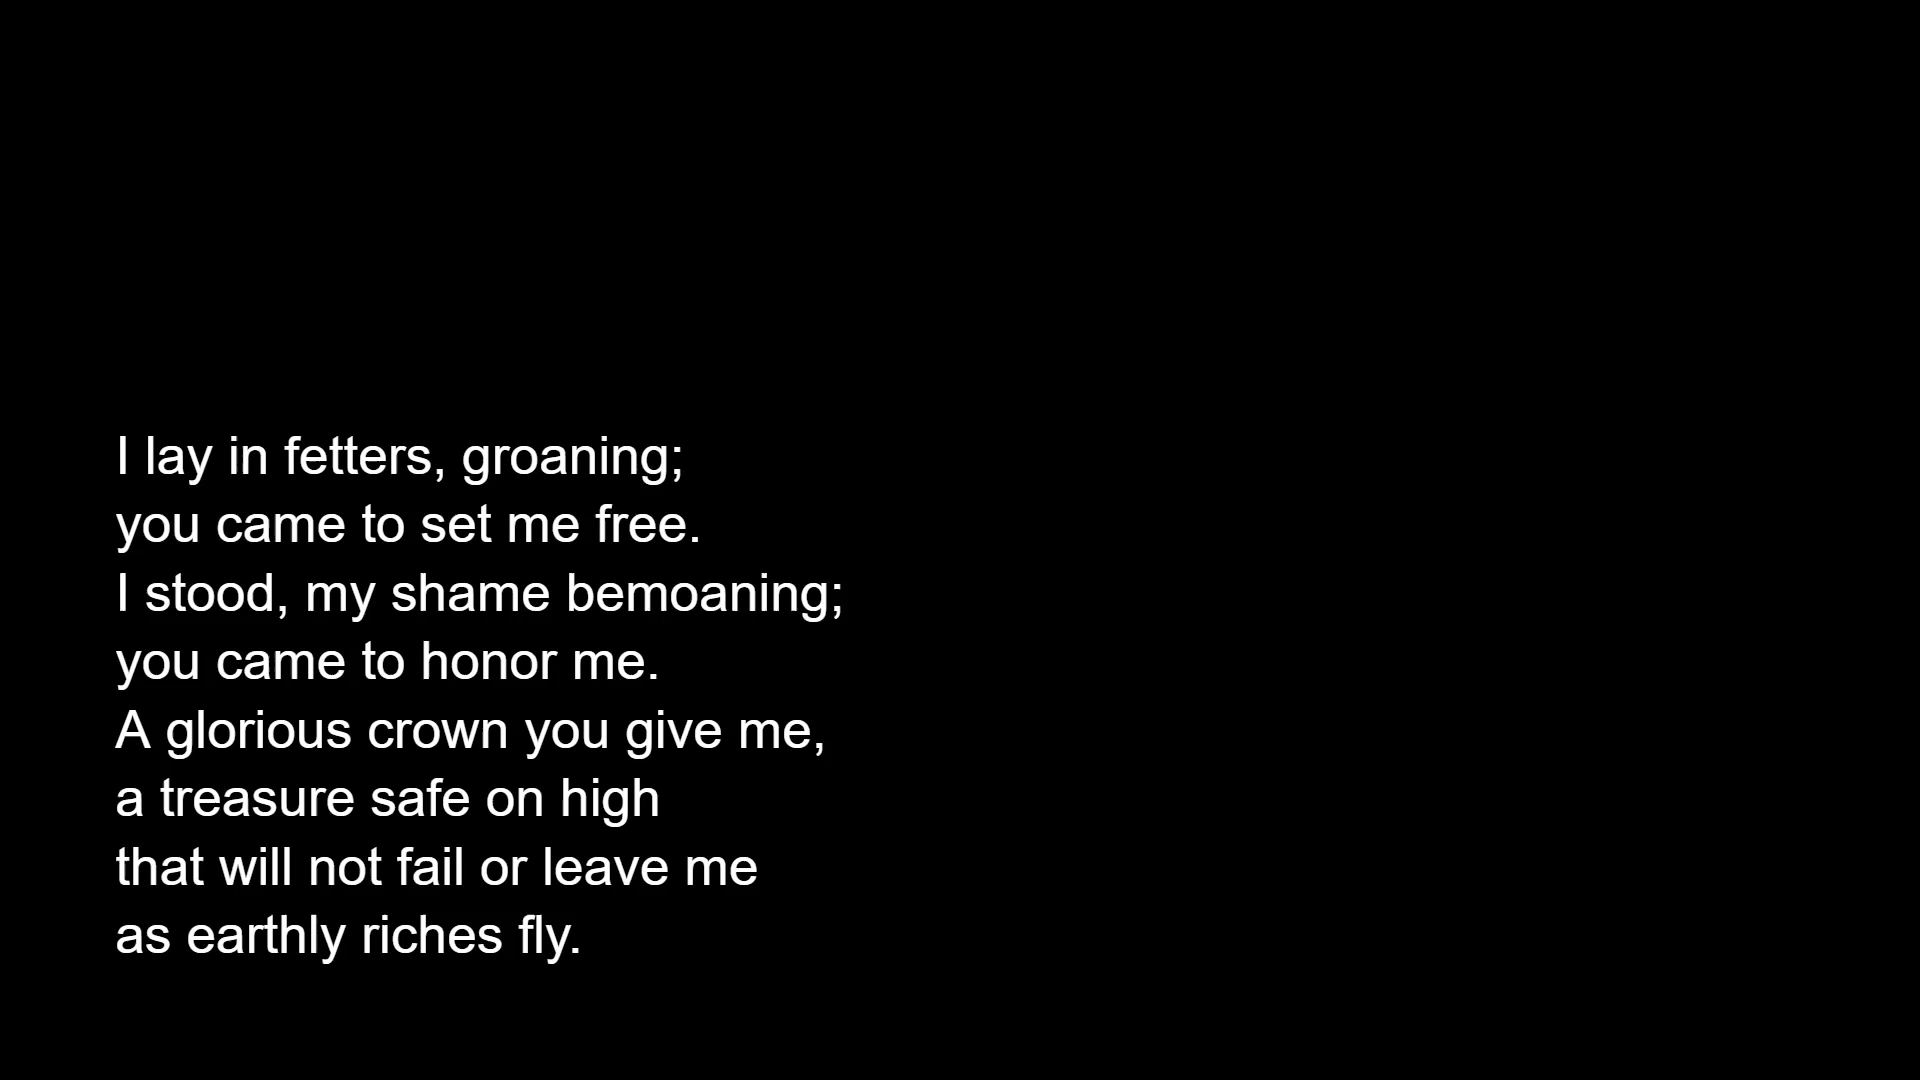 I lay in fetters, groaning;
you came to set me free.
I stood, my shame bemoaning;
you came to honor me.
A glorious crown you give me,
a treasure safe on high
that will not fail or leave me
as earthly riches fly.